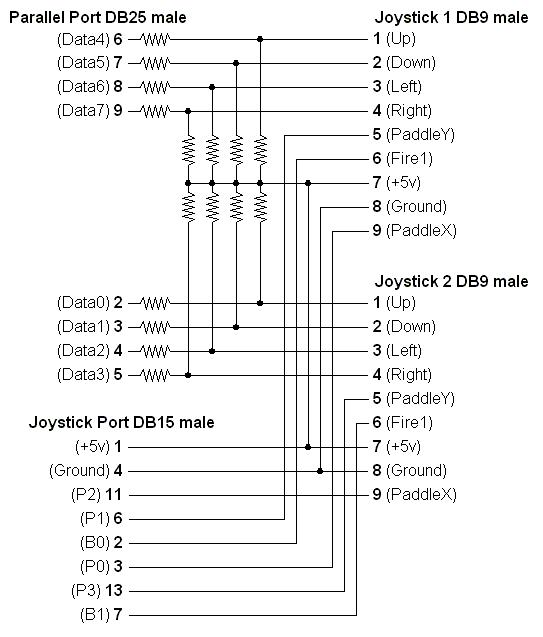 Parallel Port DB25 male
(Data4) 6
(Data5) 7
(Data6) 8
(Data7) 9
Joystick 1 DB9 male
1 (Up)
2 (Down)
3 (Left)
4 (Right)
5 (PaddleY)
6 (Fire1)
7 (+5v)
8 (Ground)
9 (PaddleX)
(Data0) 2
(Data1) 3
(Data2) 4
(Data3) 5
Joystick 2 DB9 male
1 (Up)
2 (Down)
3 (Left)
4 (Right)
5 (PaddleY)
6 (Fire1)
7 (+5v)
8 (Ground)
9 (PaddleX)
Joystick Port DB15 male
(+5v) 1
(Ground) 4
(P2) 11
(P1) 6
(B0) 2
(P0) 3
(P3) 13
(B1) 7